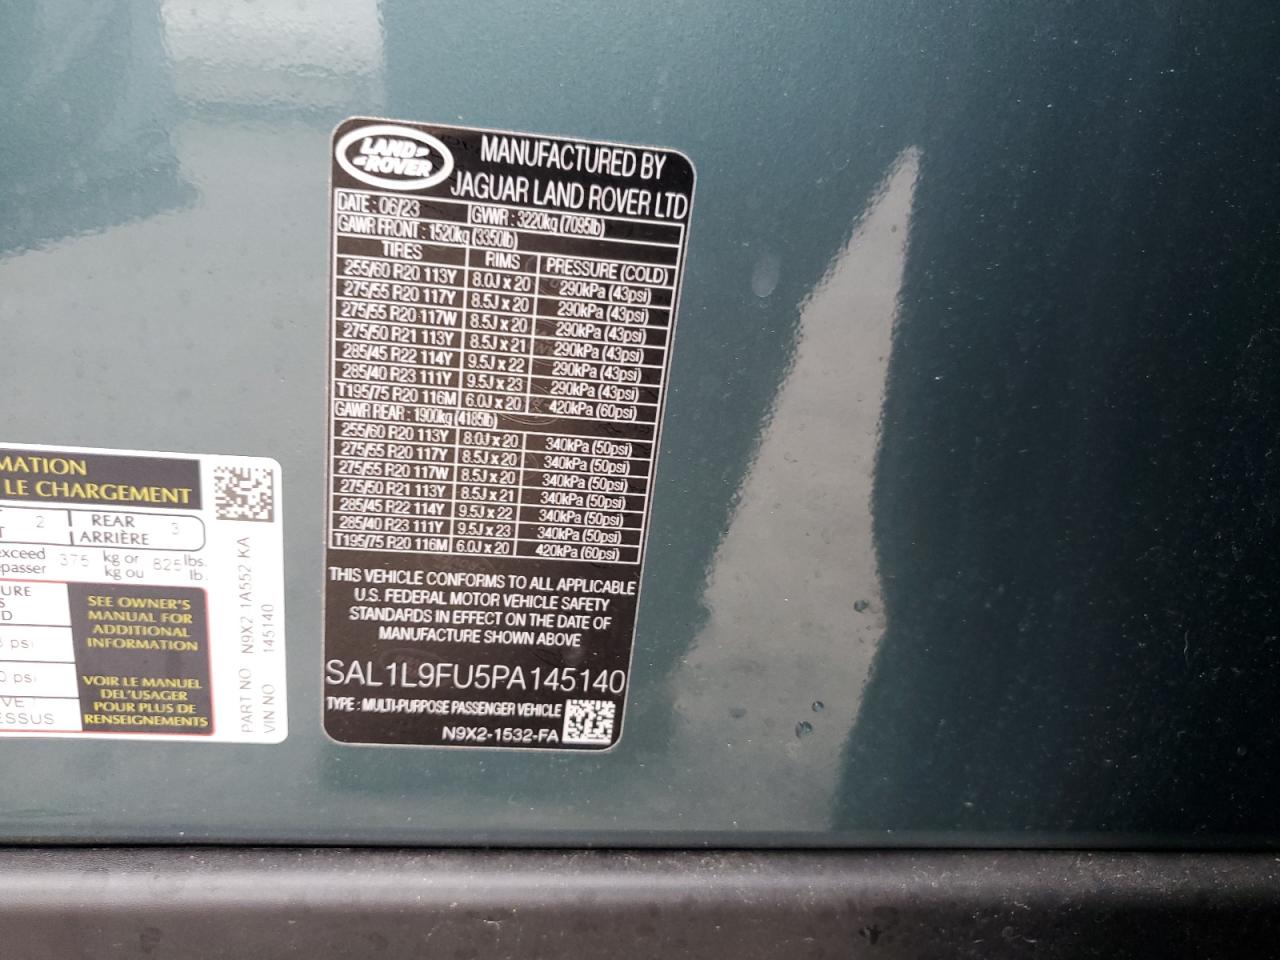 LAND ROVER
MANUFACTURED BY
JAGUAR LAND ROVER LTD
DATE : 06/23 GVWR : 3220kg (7095lb)
GAWR FRONT : 1520kg (3350lb)
TIRES RIMS PRESSURE (COLD)
255/60 R20 113Y 8.0J x 20 290kPa (43psi)
275/55 R20 117Y 8.5J x 20 290kPa (43psi)
275/55 R20 117W 8.5J x 20 290kPa (43psi)
275/50 R21 113Y 8.5J x 21 290kPa (43psi)
285/45 R22 114Y 9.5J x 22 290kPa (43psi)
285/40 R23 111Y 9.5J x 23 290kPa (43psi)
T195/75 R20 116M 6.0J x 20 420kPa (60psi)
GAWR REAR : 1900kg (4185lb)
255/60 R20 113Y 8.0J x 20 340kPa (50psi)
275/55 R20 117Y 8.5J x 20 340kPa (50psi)
275/55 R20 117W 8.5J x 20 340kPa (50psi)
275/50 R21 113Y 8.5J x 21 340kPa (50psi)
285/45 R22 114Y 9.5J x 22 340kPa (50psi)
285/40 R23 111Y 9.5J x 23 340kPa (50psi)
T195/75 R20 116M 6.0J x 20 420kPa (60psi)
THIS VEHICLE CONFORMS TO ALL APPLICABLE
U.S. FEDERAL MOTOR VEHICLE SAFETY
STANDARDS IN EFFECT ON THE DATE OF
MANUFACTURE SHOWN ABOVE
SAL1L9FU5PA145140
TYPE : MULTI-PURPOSE PASSENGER VEHICLE
N9X2-1532-FA
MATION
LE CHARGEMENT
2 REAR 3
T ARRIÈRE
exceed 375 kg or 825 lbs.
passer kg ou lb.
URE
S
D
SEE OWNER'S
MANUAL FOR
ADDITIONAL
INFORMATION
psi
0 psi
VOIR LE MANUEL
DEL'USAGER
POUR PLUS DE
RENSEIGNEMENTS
VE
ESSUS
PART NO N9X2 1A552 KA
VIN NO 145140